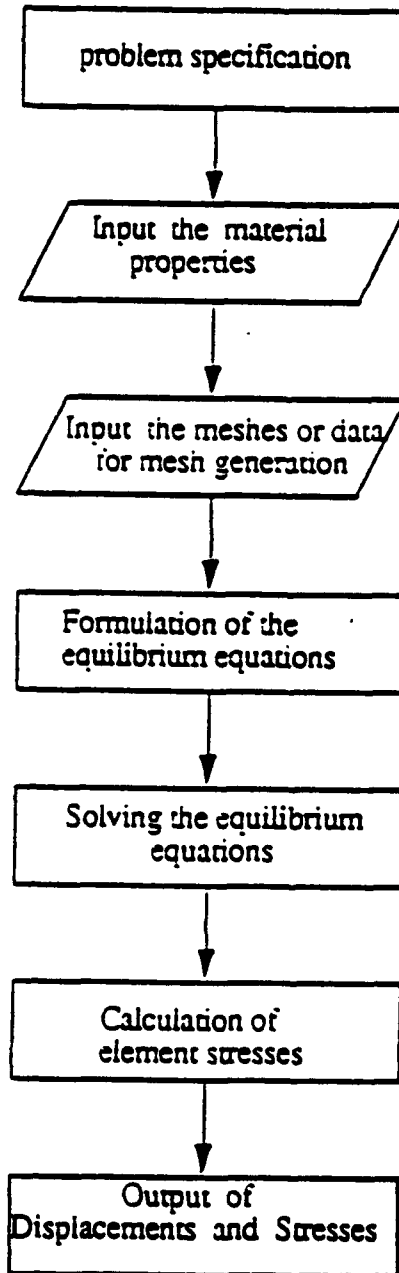 problem specification
Input the material
properties
Input the meshes or data
for mesh generation
Formulation of the
equilibrium equations
Solving the equilibrium
equations
Calculation of
element stresses
Output of
Displacements and Stresses